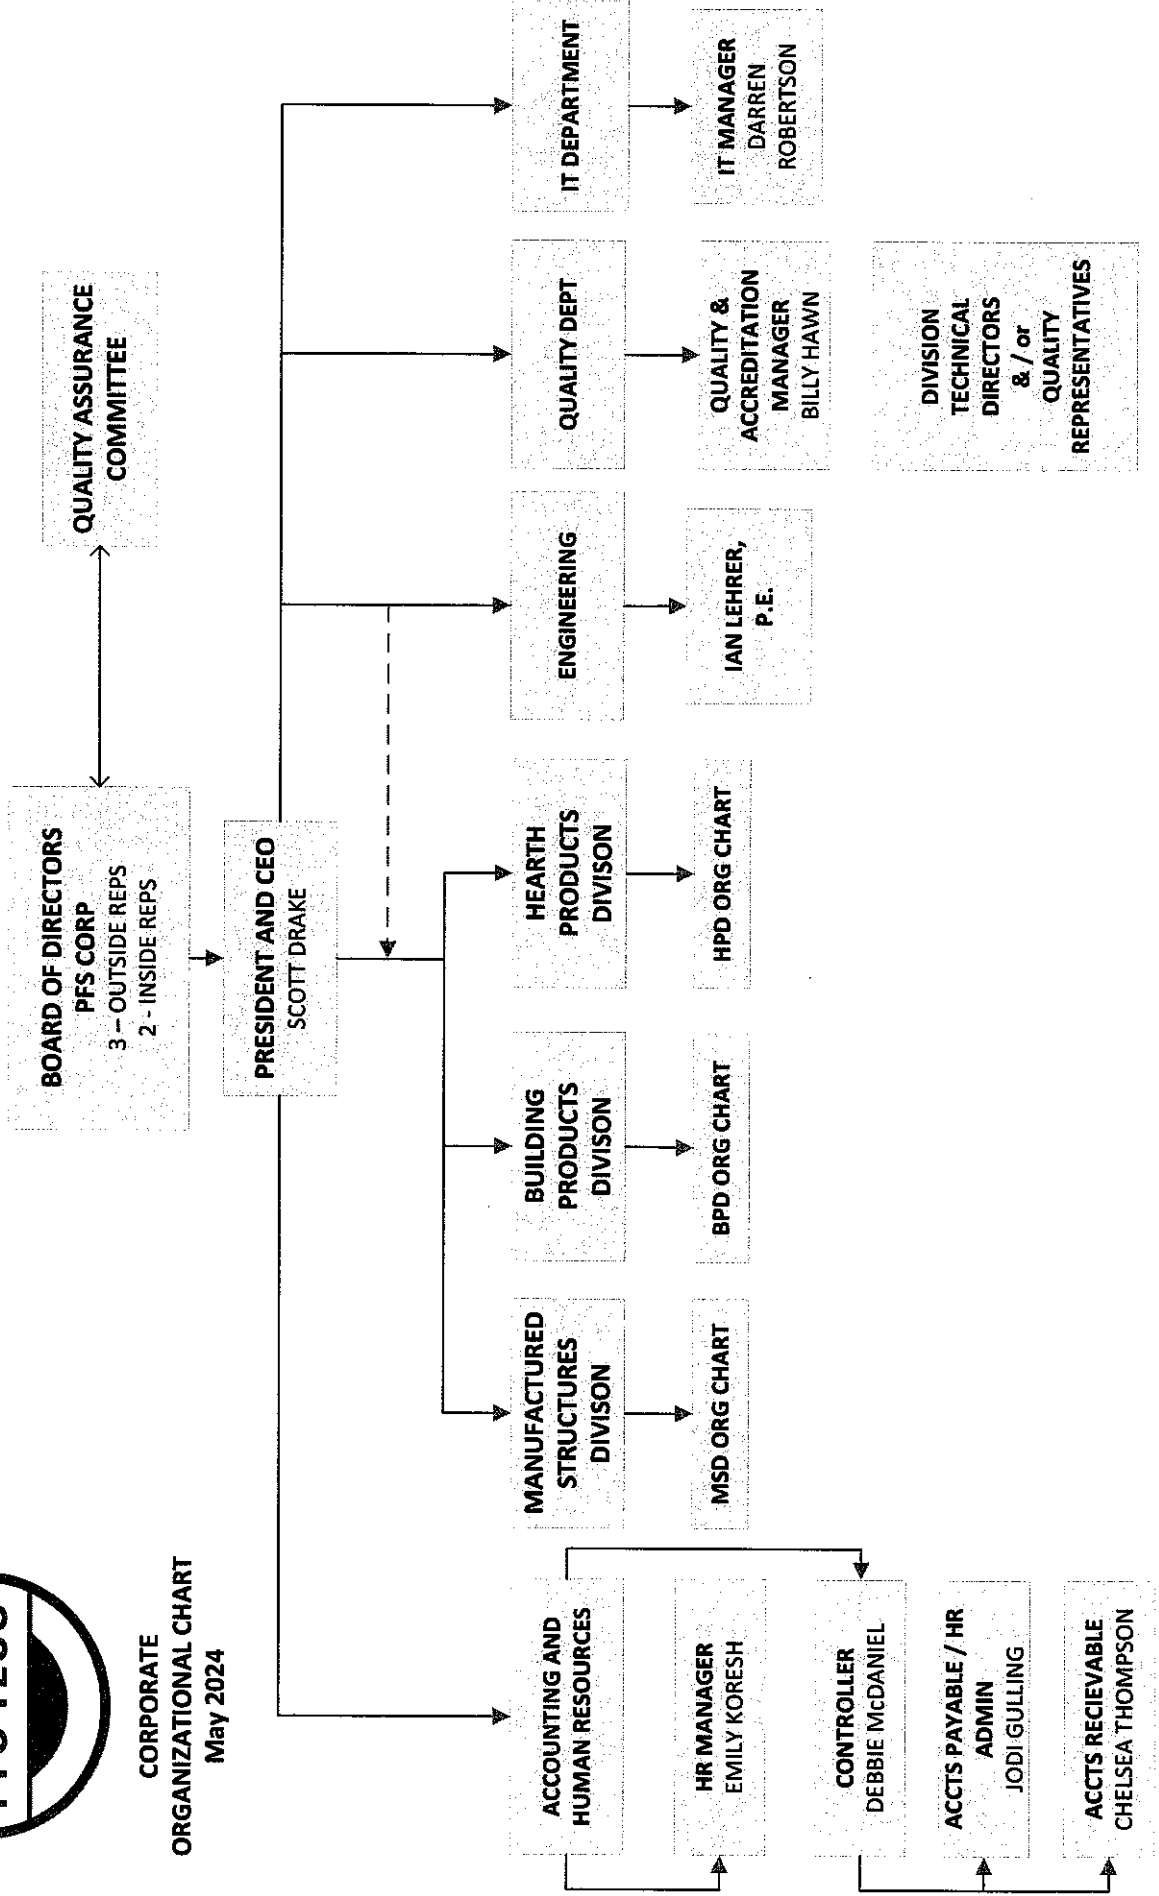 CORPORATE
ORGANIZATIONAL CHART
May 2024
BOARD OF DIRECTORS
PFS CORP
3 – OUTSIDE REPS
2 - INSIDE REPS
QUALITY ASSURANCE
COMMITTEE
PRESIDENT AND CEO
SCOTT DRAKE
ACCOUNTING AND
HUMAN RESOURCES
MANUFACTURED
STRUCTURES
DIVISON
BUILDING
PRODUCTS
DIVISON
HEARTH
PRODUCTS
DIVISON
ENGINEERING
QUALITY DEPT
IT DEPARTMENT
HR MANAGER
EMILY KORESH
MSD ORG CHART
BPD ORG CHART
HPD ORG CHART
IAN LEHRER,
P.E.
QUALITY &
ACCREDITATION
MANAGER
BILLY HAWN
IT MANAGER
DARREN
ROBERTSON
CONTROLLER
DEBBIE McDANIEL
DIVISION
TECHNICAL
DIRECTORS
& / or
QUALITY
REPRESENTATIVES
ACCTS PAYABLE / HR
ADMIN
JODI GULLING
ACCTS RECIEVABLE
CHELSEA THOMPSON